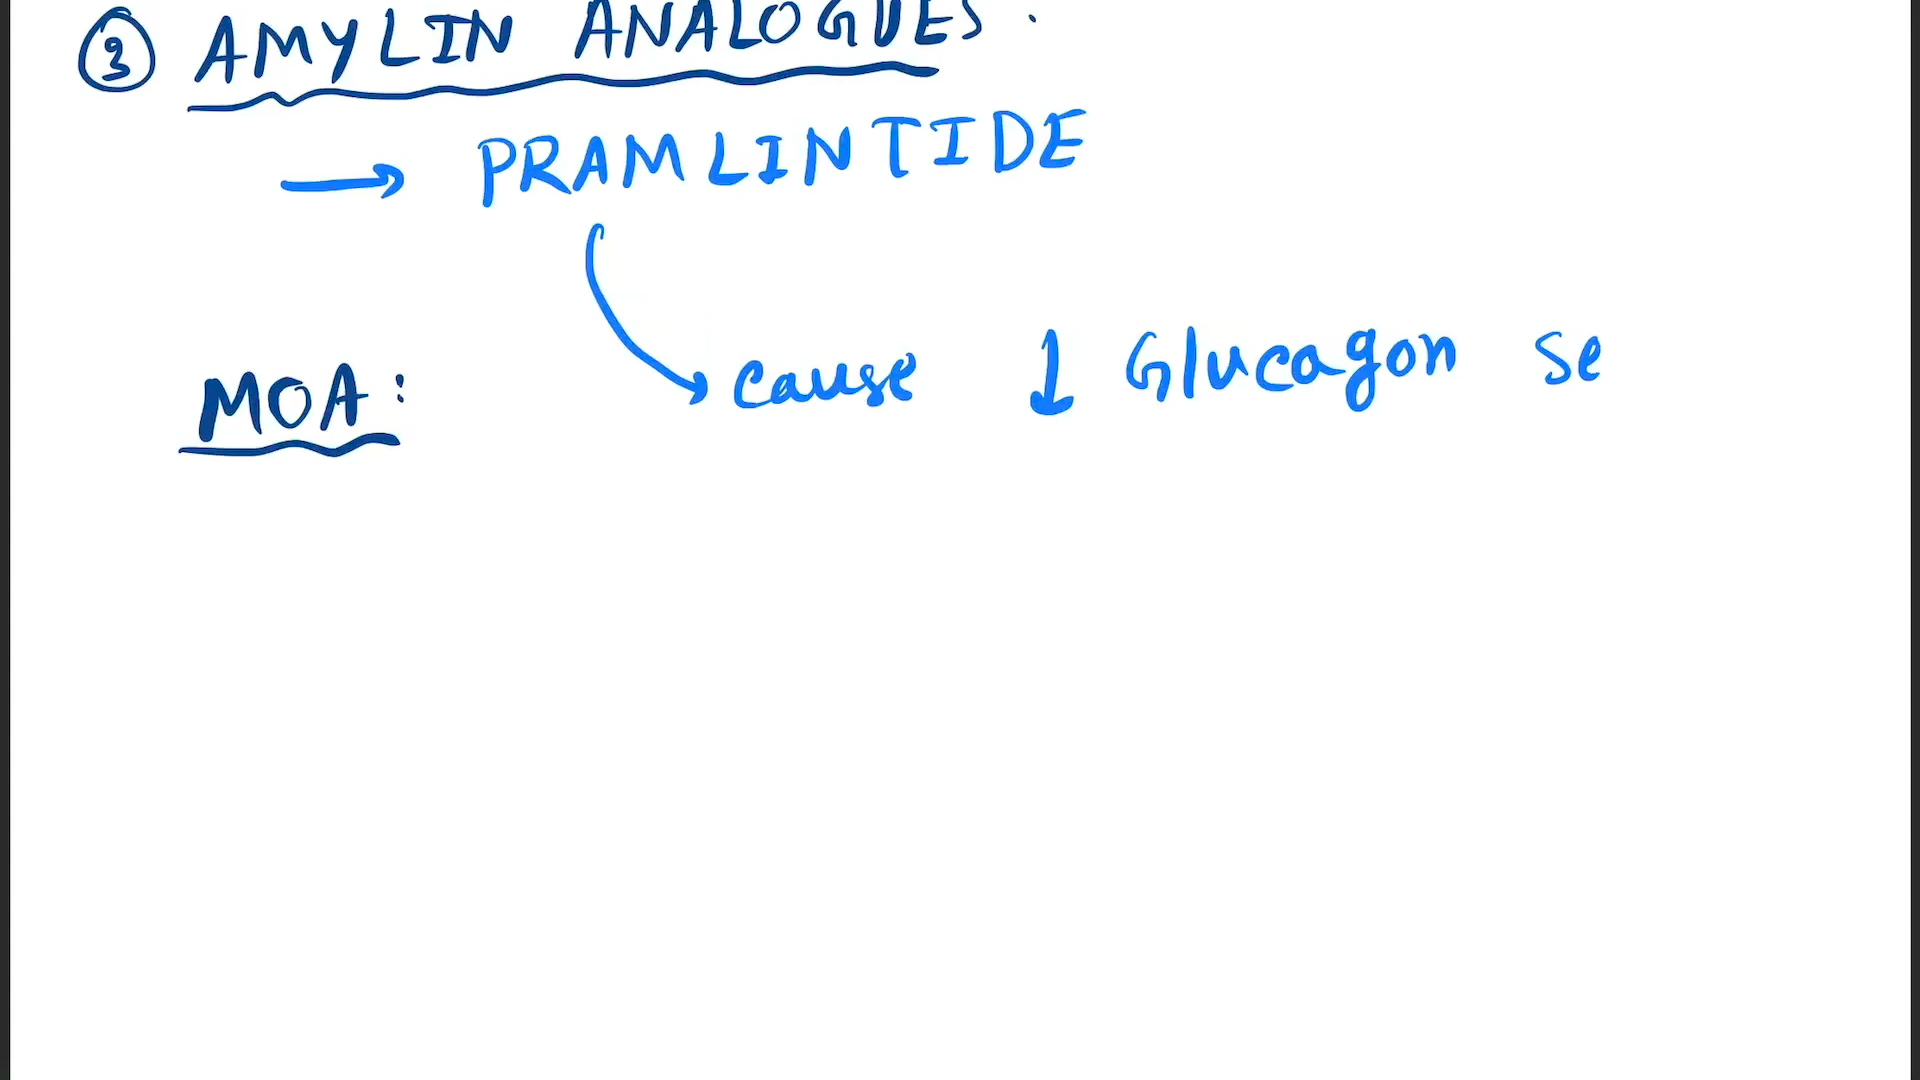 ③ AMYLIN ANALOGUES.
→ PRAMLINTIDE
MOA: cause ↓ Glucagon se